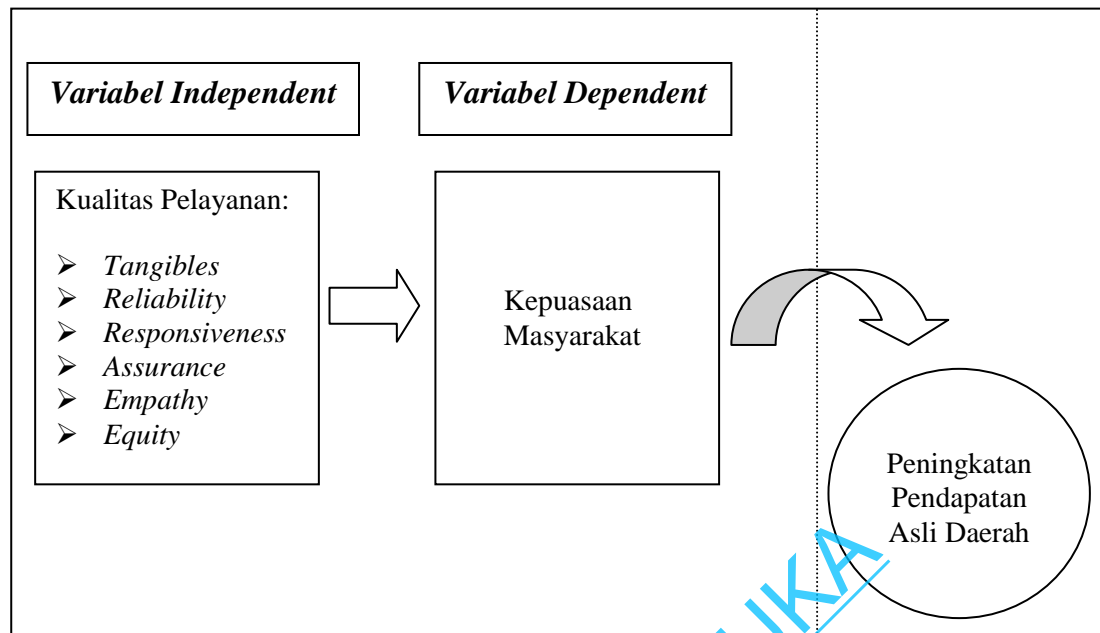 Variabel Independent
Variabel Dependent
Kualitas Pelayanan:
➢ Tangibles
➢ Reliability
➢ Responsiveness
➢ Assurance
➢ Empathy
➢ Equity
Kepuasaan
Masyarakat
Peningkatan
Pendapatan
Asli Daerah